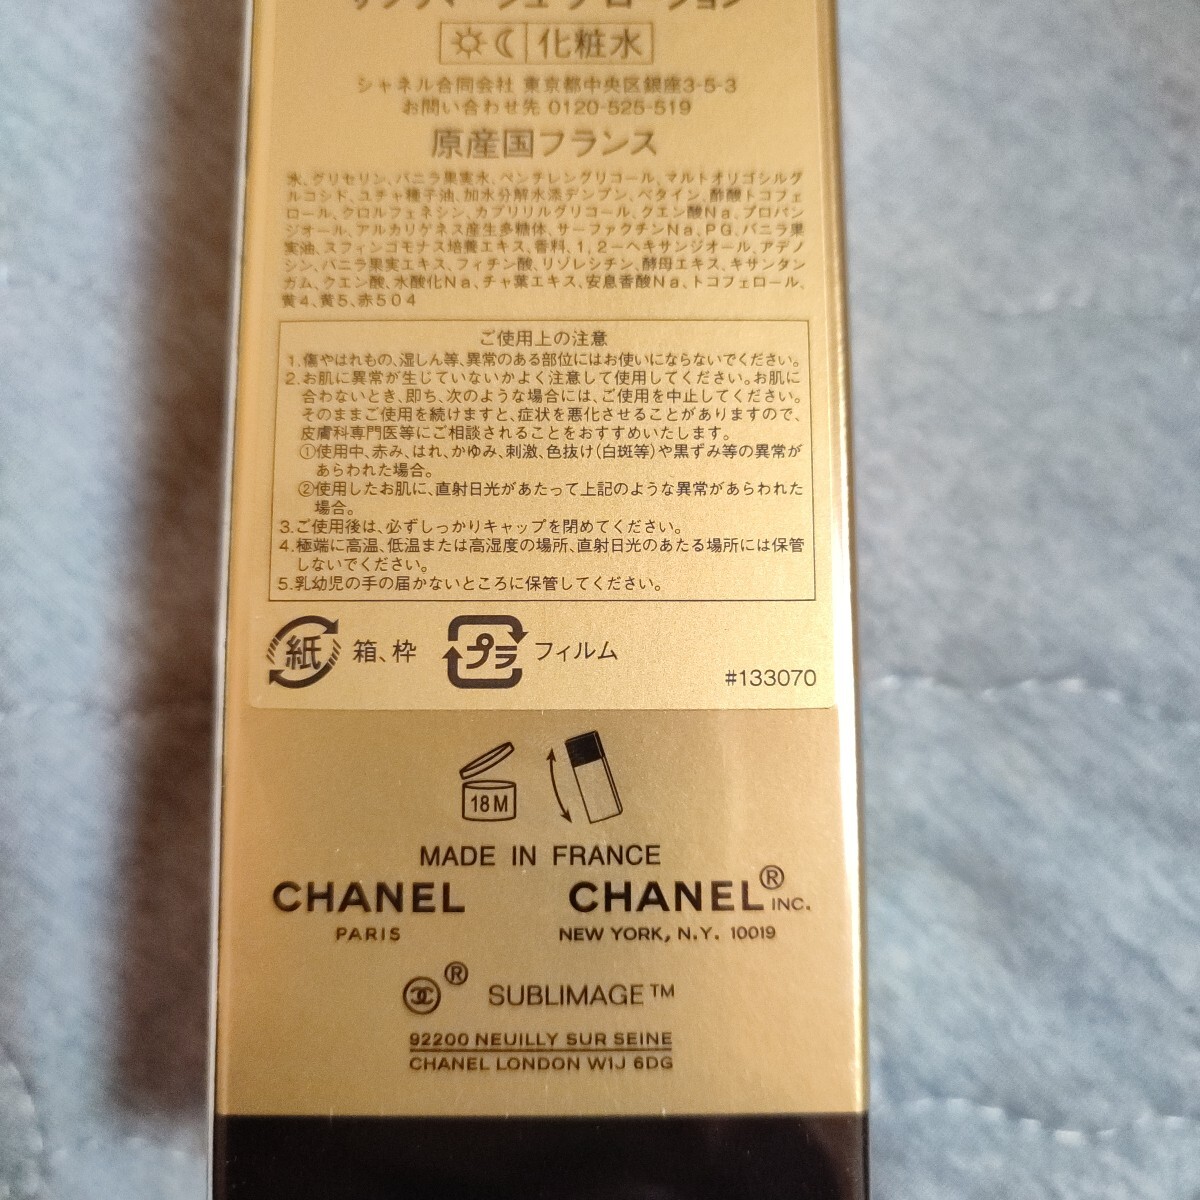 サブリマージュ ラ ローション
化粧水
シャネル合同会社 東京都中央区銀座3-5-3
お問い合わせ先 0120-525-519
原産国フランス
水、グリセリン、バニラ果実水、ペンチレングリコール、マルトオリゴシルグ
ルコシド、ユチャ種子油、加水分解水添デンプン、ベタイン、酢酸トコフェ
ロール、クロルフェネシン、カプリリルグリコール、クエン酸Na、プロパン
ジオール、アルカリゲネス産生多糖体、サーファクチンNa、PG、バニラ果
実油、スフィンゴモナス培養エキス、香料、1,2-ヘキサンジオール、アデノ
シン、バニラ果実エキス、フィチン酸、リゾレシチン、酵母エキス、キサンタン
ガム、クエン酸、水酸化Na、チャ葉エキス、安息香酸Na、トコフェロール、
黄4、黄5、赤504
ご使用上の注意
1.傷やはれもの、湿しん等、異常のある部位にはお使いにならないでください。
2.お肌に異常が生じていないかよく注意して使用してください。お肌に
合わないとき、即ち、次のような場合には、ご使用を中止してください。
そのままご使用を続けますと、症状を悪化させることがありますので、
皮膚科専門医等にご相談されることをおすすめいたします。
①使用中、赤み、はれ、かゆみ、刺激、色抜け(白斑等)や黒ずみ等の異常が
あらわれた場合。
②使用したお肌に、直射日光があたって上記のような異常があらわれた
場合。
3.ご使用後は、必ずしっかりキャップを閉めてください。
4.極端に高温、低温または高湿度の場所、直射日光のあたる場所には保管
しないでください。
5.乳幼児の手の届かないところに保管してください。
紙 箱、枠 プラ フィルム
#133070
18M
MADE IN FRANCE
CHANEL CHANEL® INC.
PARIS NEW YORK, N.Y. 10019
® SUBLIMAGE™
92200 NEUILLY SUR SEINE
CHANEL LONDON W1J 6DG